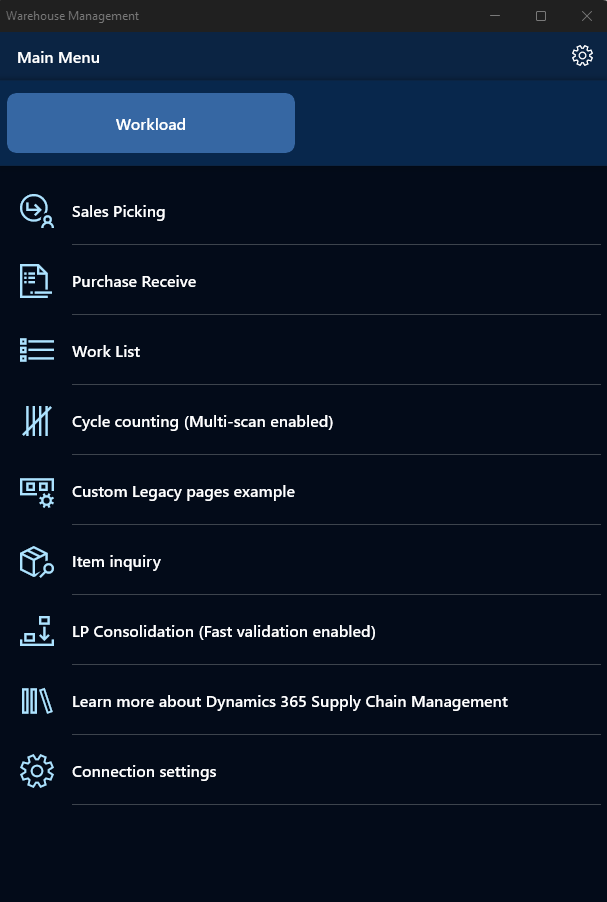 Warehouse Management
Main Menu
Workload
Sales Picking
Purchase Receive
Work List
Cycle counting (Multi-scan enabled)
Custom Legacy pages example
Item inquiry
LP Consolidation (Fast validation enabled)
Learn more about Dynamics 365 Supply Chain Management
Connection settings